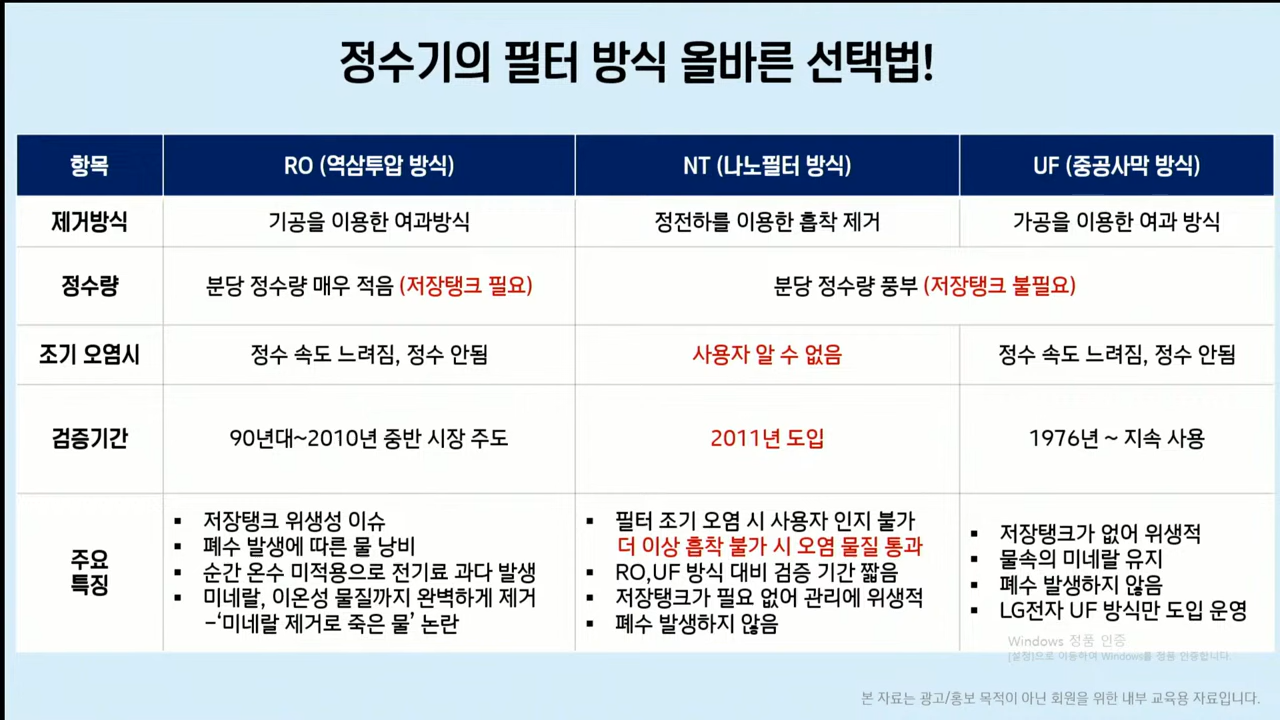 정수기의 필터 방식 올바른 선택법!
항목
RO (역삼투압 방식)
NT (나노필터 방식)
UF (중공사막 방식)
제거방식
기공을 이용한 여과방식
정전하를 이용한 흡착 제거
가공을 이용한 여과 방식
정수량
분당 정수량 매우 적음 (저장탱크 필요)
분당 정수량 풍부 (저장탱크 불필요)
조기 오염시
정수 속도 느려짐, 정수 안됨
사용자 알 수 없음
정수 속도 느려짐, 정수 안됨
검증기간
90년대~2010년 중반 시장 주도
2011년 도입
1976년 ~ 지속 사용
주요
특징
▪ 저장탱크 위생성 이슈
▪ 폐수 발생에 따른 물 낭비
▪ 순간 온수 미적용으로 전기료 과다 발생
▪ 미네랄, 이온성 물질까지 완벽하게 제거
–‘미네랄 제거로 죽은 물’ 논란
▪ 필터 조기 오염 시 사용자 인지 불가
더 이상 흡착 불가 시 오염 물질 통과
▪ RO,UF 방식 대비 검증 기간 짧음
▪ 저장탱크가 필요 없어 관리에 위생적
▪ 폐수 발생하지 않음
▪ 저장탱크가 없어 위생적
▪ 물속의 미네랄 유지
▪ 폐수 발생하지 않음
▪ LG전자 UF 방식만 도입 운영
Windows 정품 인증
[설정]으로 이동하여 Windows를 정품 인증합니다.
본 자료는 광고/홍보 목적이 아닌 회원을 위한 내부 교육용 자료입니다.